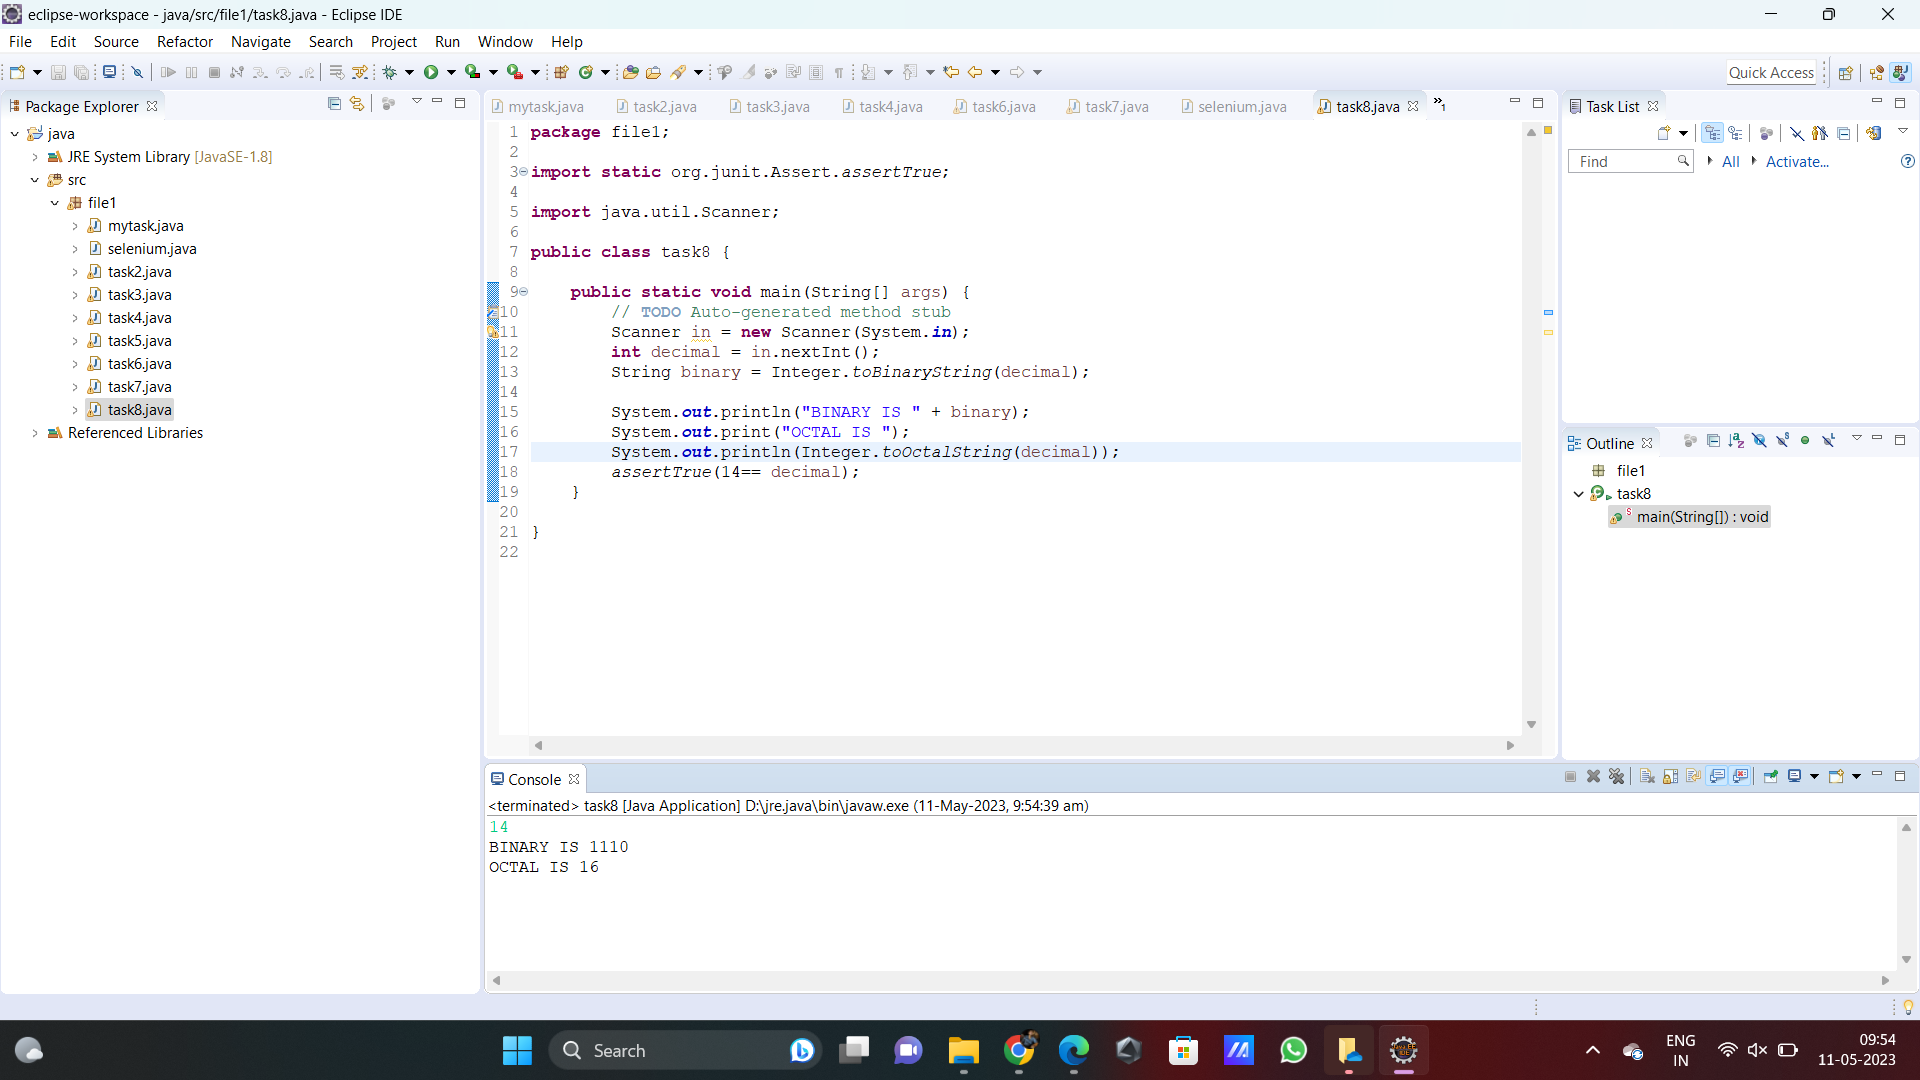 eclipse-workspace - java/src/file1/task8.java - Eclipse IDE
File Edit Source Refactor Navigate Search Project Run Window Help
Quick Access
Package Explorer
java
JRE System Library [JavaSE-1.8]
src
file1
mytask.java
selenium.java
task2.java
task3.java
task4.java
task5.java
task6.java
task7.java
task8.java
Referenced Libraries
mytask.java task2.java task3.java task4.java task6.java task7.java selenium.java task8.java »1
1 package file1;
2
3 import static org.junit.Assert.assertTrue;
4
5 import java.util.Scanner;
6
7 public class task8 {
8
9 public static void main(String[] args) {
10 // TODO Auto-generated method stub
11 Scanner in = new Scanner(System.in);
12 int decimal = in.nextInt();
13 String binary = Integer.toBinaryString(decimal);
14
15 System.out.println("BINARY IS " + binary);
16 System.out.print("OCTAL IS ");
17 System.out.println(Integer.toOctalString(decimal));
18 assertTrue(14== decimal);
19 }
20
21 }
22
Task List
Find All Activate...
Outline
file1
task8
main(String[]) : void
Console
<terminated> task8 [Java Application] D:\jre.java\bin\javaw.exe (11-May-2023, 9:54:39 am)
14
BINARY IS 1110
OCTAL IS 16
Search
ENG
IN
09:54
11-05-2023